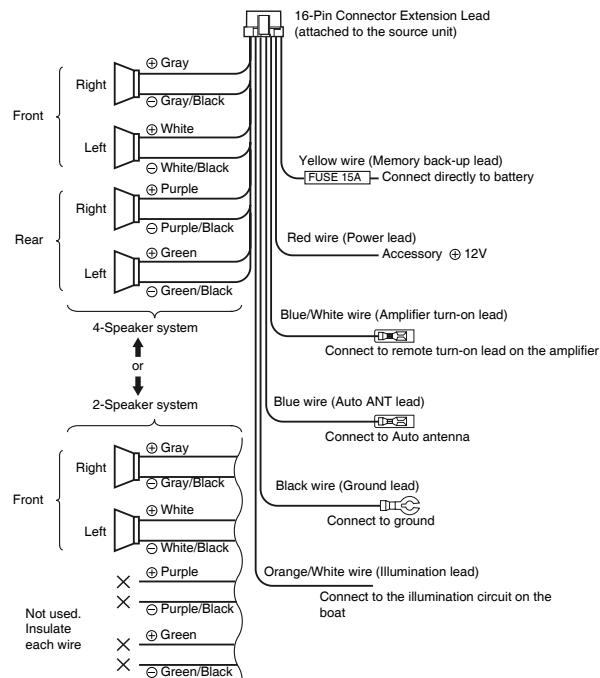 16-Pin Connector Extension Lead
(attached to the source unit)
Front
Right
⊕ Gray
⊖ Gray/Black
Left
⊕ White
⊖ White/Black
Rear
Right
⊕ Purple
⊖ Purple/Black
Left
⊕ Green
⊖ Green/Black
4-Speaker system
or
2-Speaker system
Front
Right
⊕ Gray
⊖ Gray/Black
Left
⊕ White
⊖ White/Black
⊕ Purple
⊖ Purple/Black
Not used.
Insulate
each wire
⊕ Green
⊖ Green/Black
Yellow wire (Memory back-up lead)
FUSE 15A Connect directly to battery
Red wire (Power lead)
Accessory ⊕ 12V
Blue/White wire (Amplifier turn-on lead)
Connect to remote turn-on lead on the amplifier
Blue wire (Auto ANT lead)
Connect to Auto antenna
Black wire (Ground lead)
Connect to ground
Orange/White wire (Illumination lead)
Connect to the illumination circuit on the
boat